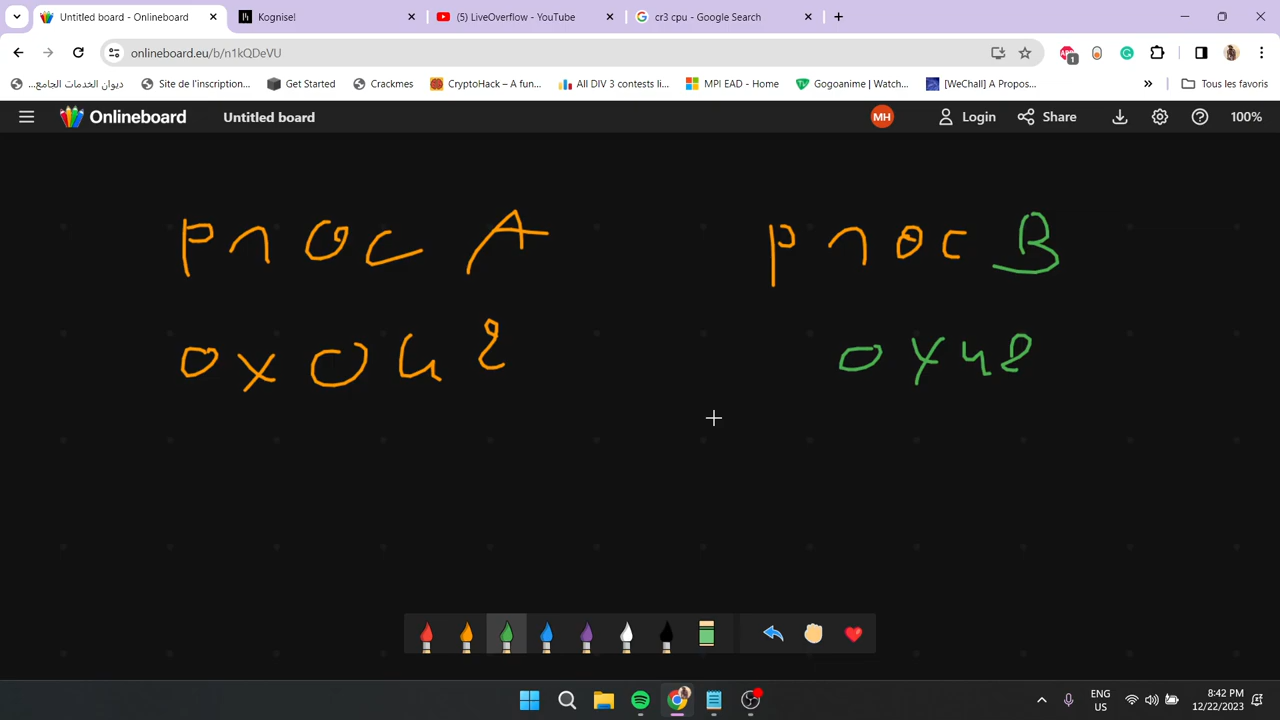 Untitled board - Onlineboard
Kognise!
(5) LiveOverflow - YouTube
cr3 cpu - Google Search
onlineboard.eu/b/n1kQDeVU
1
ديوان الخدمات الجامع...
Site de l'inscription...
Get Started
Crackmes
CryptoHack – A fun...
All DIV 3 contests li...
MPI EAD - Home
Gogoanime | Watch...
[WeChall] A Propos...
»
Tous les favoris
Onlineboard
Untitled board
MH
Login
Share
100%
proc A
proc B
0x042
0x42
ENG
US
8:42 PM
12/22/2023